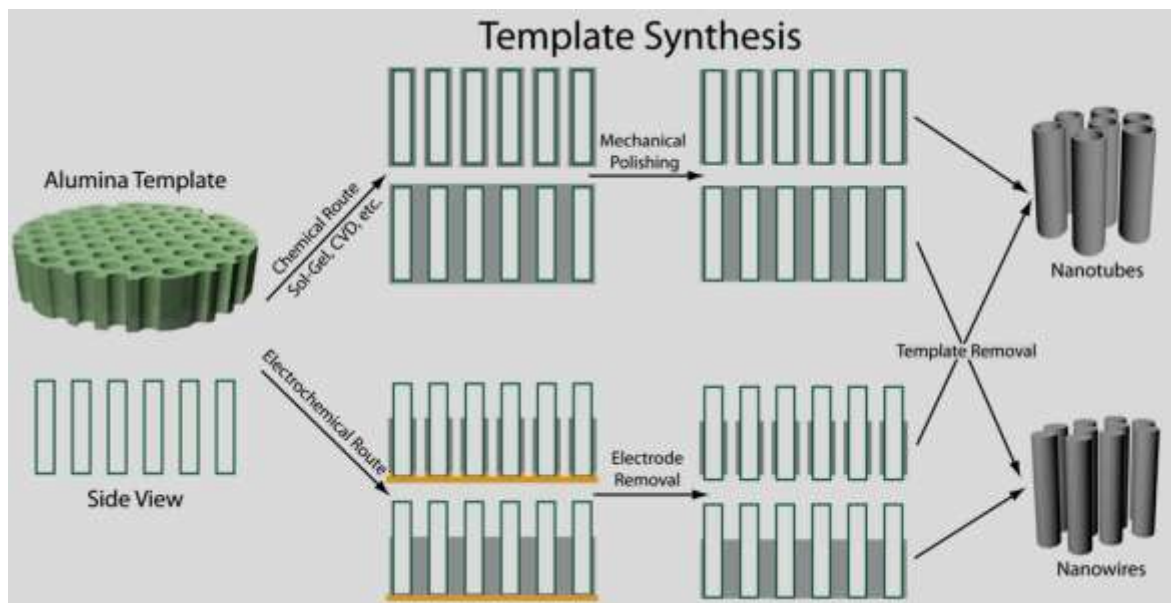 Template Synthesis
Alumina Template
Side View
Chemical Route
Sol-Gel, CVD, etc.
Mechanical
Polishing
Electrochemical Route
Electrode
Removal
Template Removal
Nanotubes
Nanowires